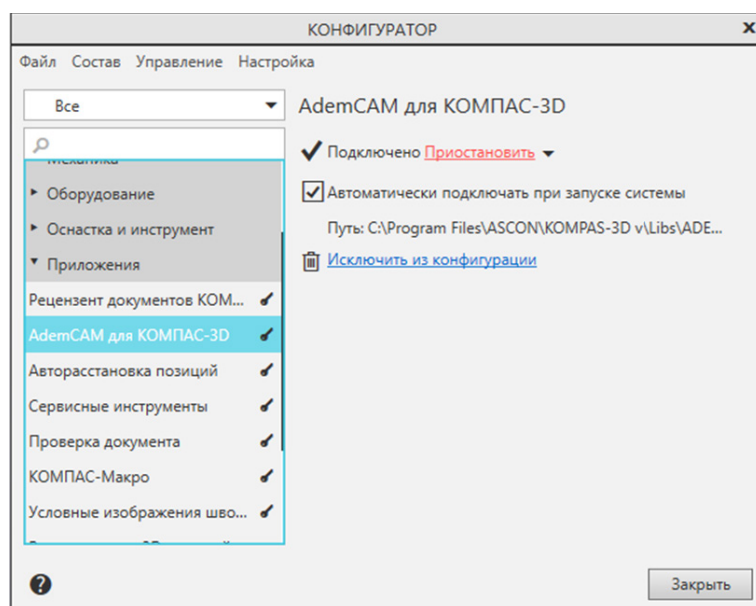 КОНФИГУРАТОР
Файл Состав Управление Настройка
Все
Механика
Оборудование
Оснастка и инструмент
Приложения
Рецензент документов КОМ...
AdemCAM для КОМПАС-3D
Авторасстановка позиций
Сервисные инструменты
Проверка документа
КОМПАС-Макро
Условные изображения шво...
AdemCAM для КОМПАС-3D
Подключено Приостановить
Автоматически подключать при запуске системы
Путь: C:\Program Files\ASCON\KOMPAS-3D v\Libs\ADE...
Исключить из конфигурации
Закрыть